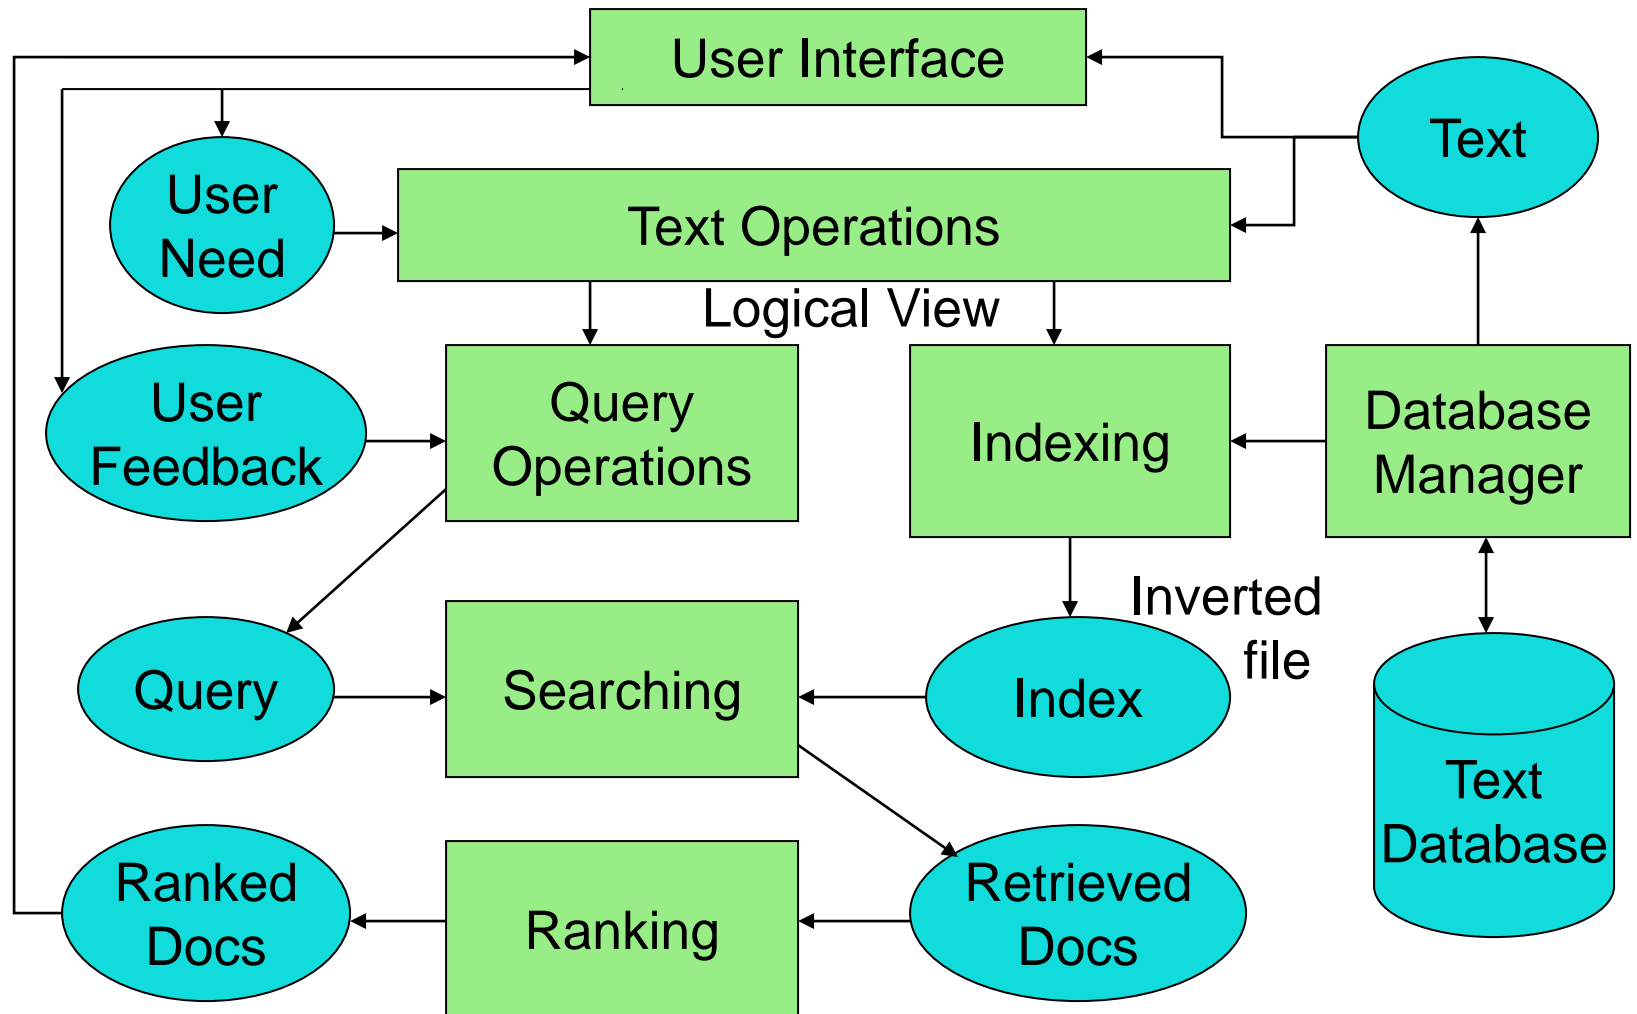 User Interface
Text
User
Need
Text Operations
Logical View
User
Feedback
Query
Operations
Indexing
Database
Manager
Inverted
file
Query
Searching
Index
Text
Database
Ranked
Docs
Ranking
Retrieved
Docs